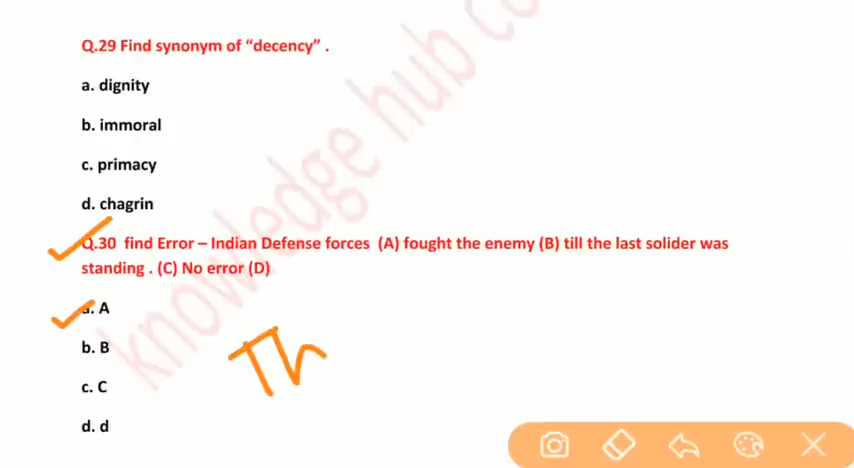 Q.29 Find synonym of “decency” .
a. dignity
b. immoral
c. primacy
d. chagrin
Q.30 find Error – Indian Defense forces (A) fought the enemy (B) till the last solider was
standing . (C) No error (D)
a. A
b. B
c. C
d. d
Th
knowledge hub